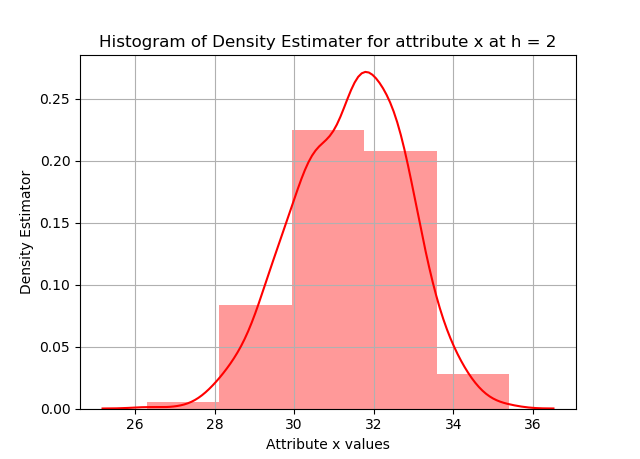 Histogram of Density Estimater for attribute x at h = 2
0.25
0.20
0.15
0.10
0.05
0.00
Density Estimator
26 28 30 32 34 36
Attribute x values